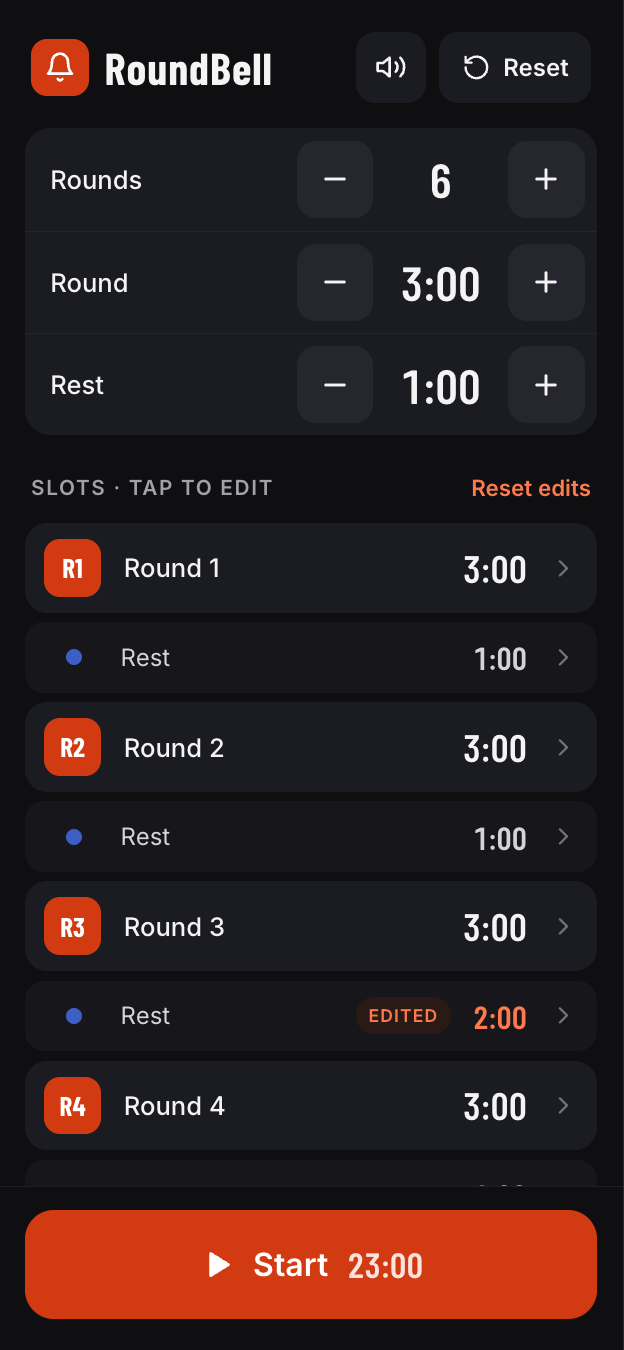 RoundBell
Reset
Rounds
− 6 +
Round
− 3:00 +
Rest
− 1:00 +
SLOTS · TAP TO EDIT
Reset edits
R1 Round 1 3:00
Rest 1:00
R2 Round 2 3:00
Rest 1:00
R3 Round 3 3:00
Rest EDITED 2:00
R4 Round 4 3:00
Start 23:00